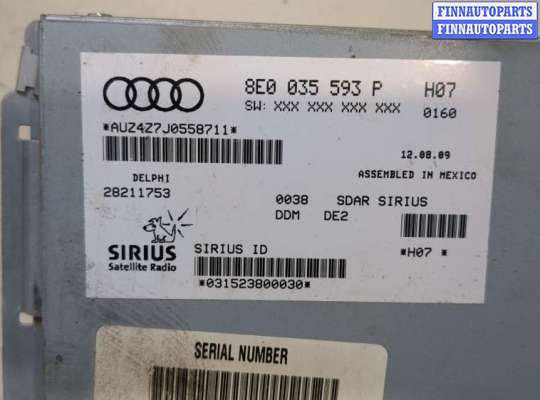 FINNAUTOPARTS
FINNAUTOPARTS
8E0 035 593 P H07
SW: XXX XXX XXX XXX 0160
*AUZ4Z7J0558711*
12.08.09
DELPHI ASSEMBLED IN MEXICO
28211753
0038 SDAR SIRIUS
DDM DE2
SIRIUS
Satellite Radio
SIRIUS ID
*H07 *
*031523800030*
SERIAL NUMBER